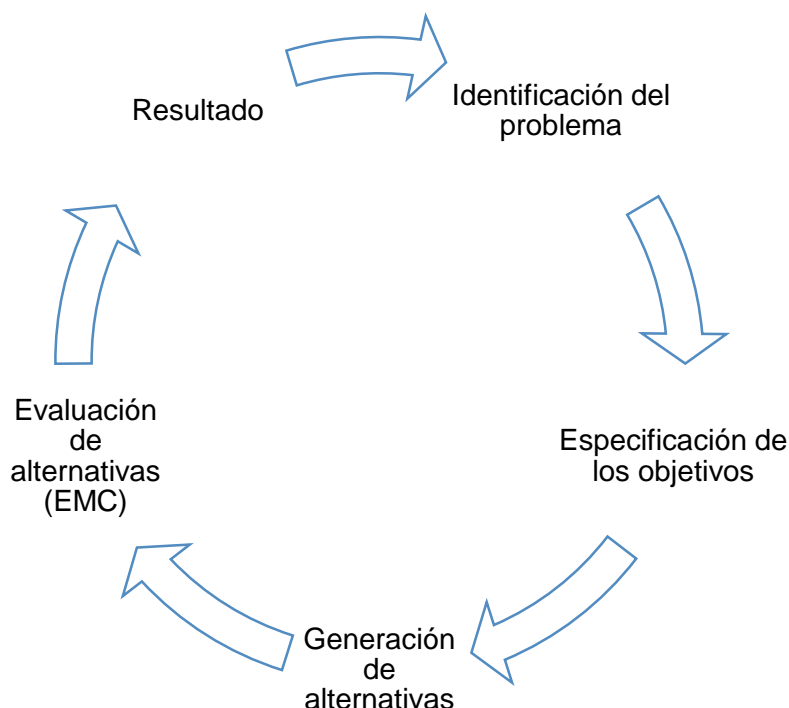 Resultado
Identificación del
problema
Especificación de
los objetivos
Generación
de
alternativas
Evaluación
de
alternativas
(EMC)